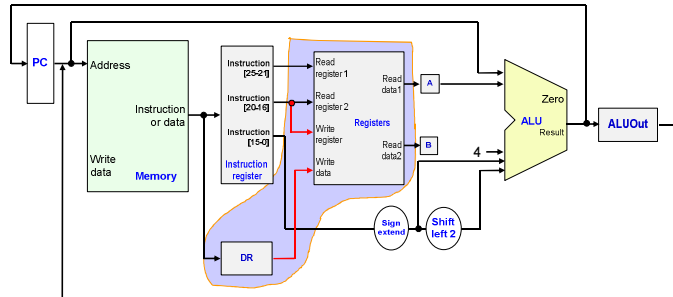 PC
Address
Instruction
or data
Write
data
Memory
Instruction
[25-21]
Instruction
[20-16]
Instruction
[15-0]
Instruction
register
DR
Read
register 1
Read
register 2
Write
register
Write
data
Read
data1
Registers
Read
data2
A
B
Sign
extend
Shift
left 2
4
Zero
ALU
Result
ALUOut